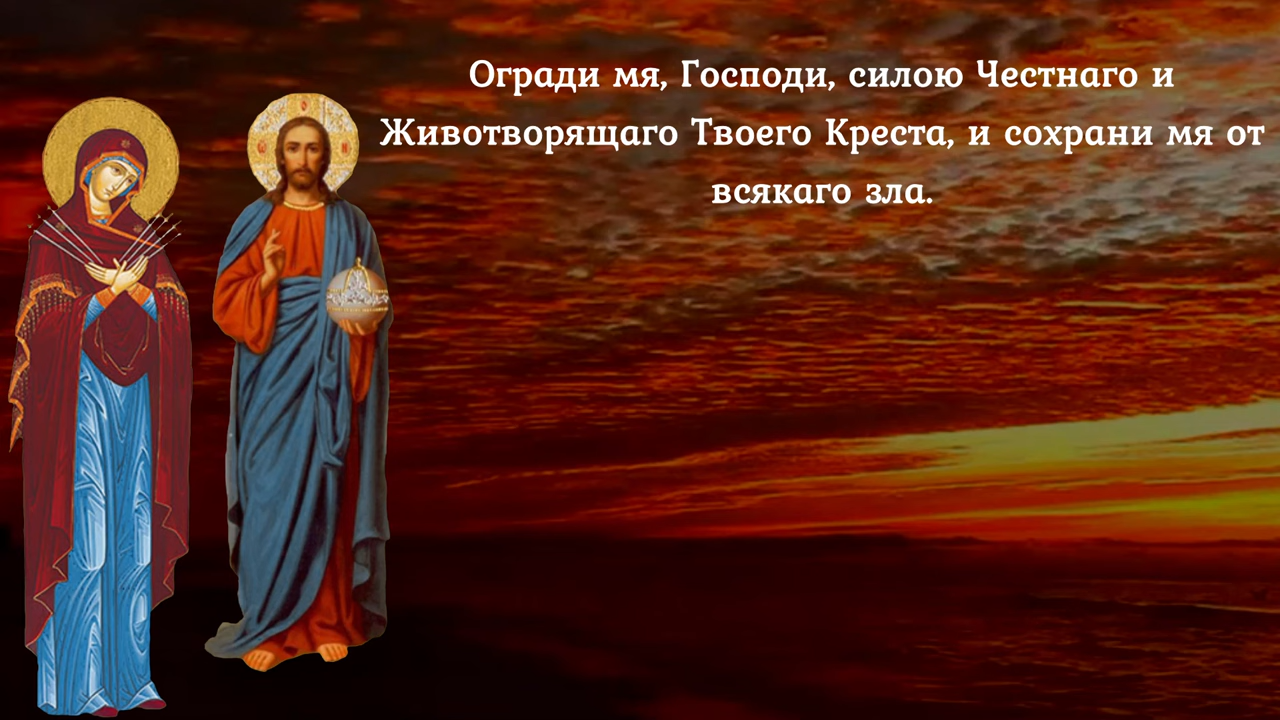 Огради мя, Господи, силою Честнаго и
Животворящаго Твоего Креста, и сохрани мя от
всякаго зла.